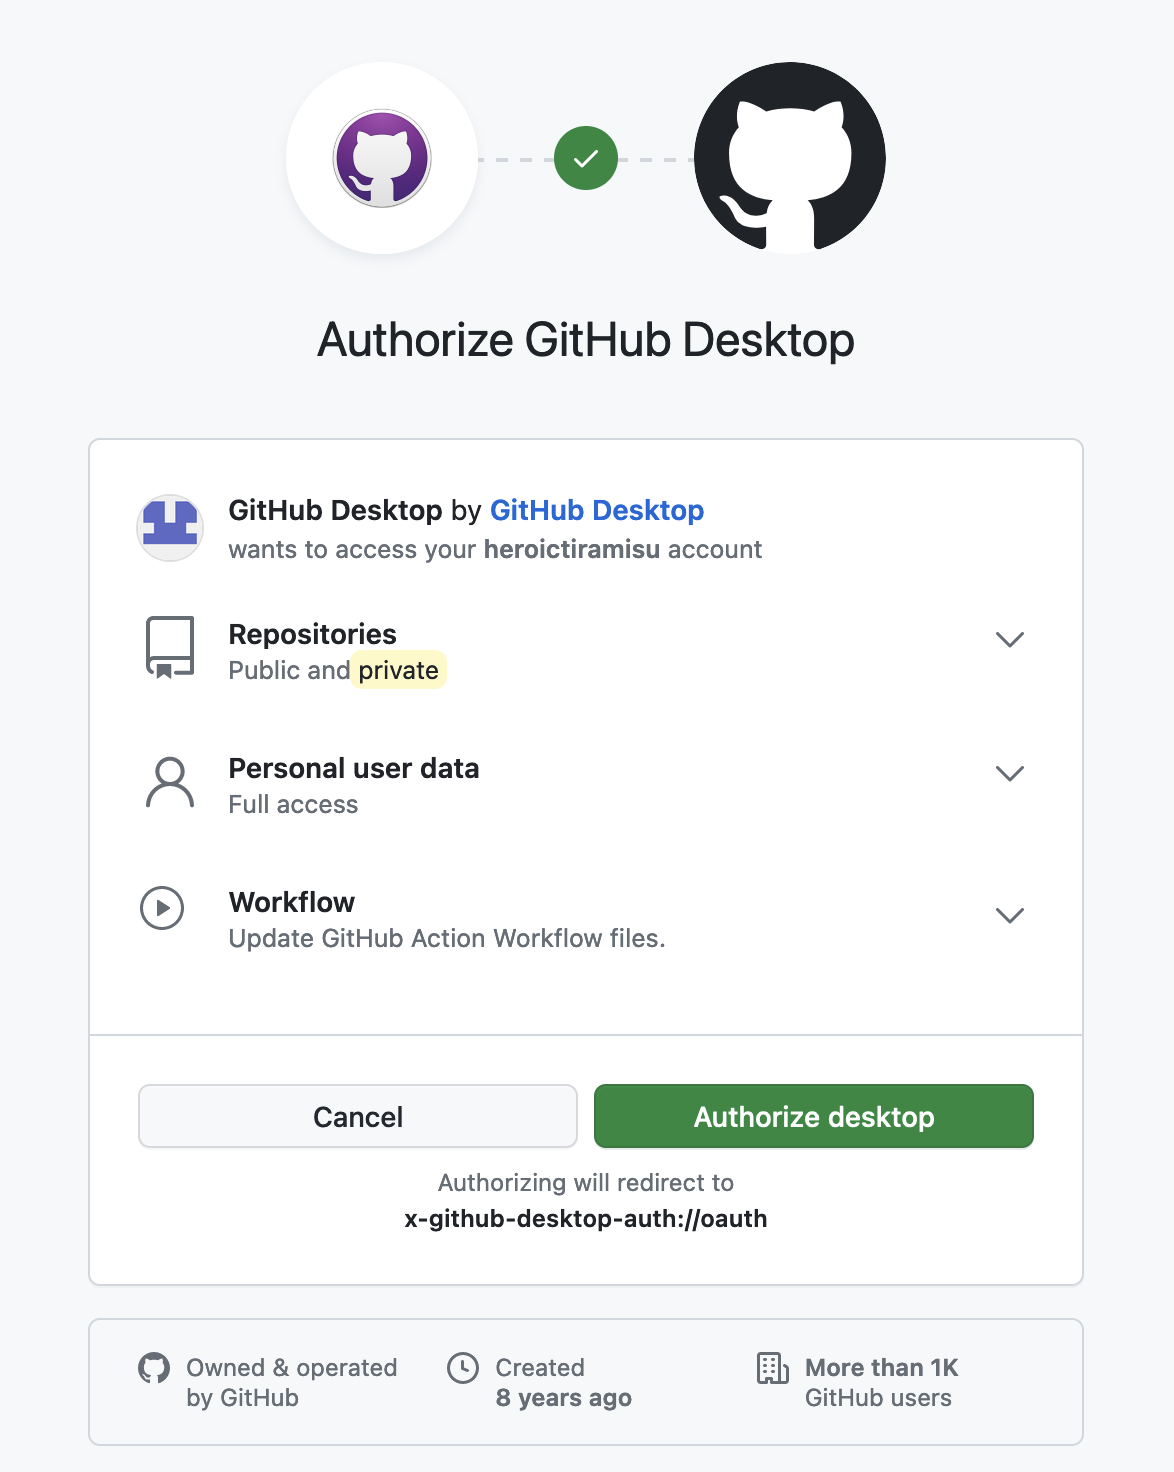 Authorize GitHub Desktop
GitHub Desktop by GitHub Desktop
wants to access your heroictiramisu account
Repositories
Public and private
Personal user data
Full access
Workflow
Update GitHub Action Workflow files.
Cancel
Authorize desktop
Authorizing will redirect to
x-github-desktop-auth://oauth
Owned & operated
by GitHub
Created
8 years ago
More than 1K
GitHub users